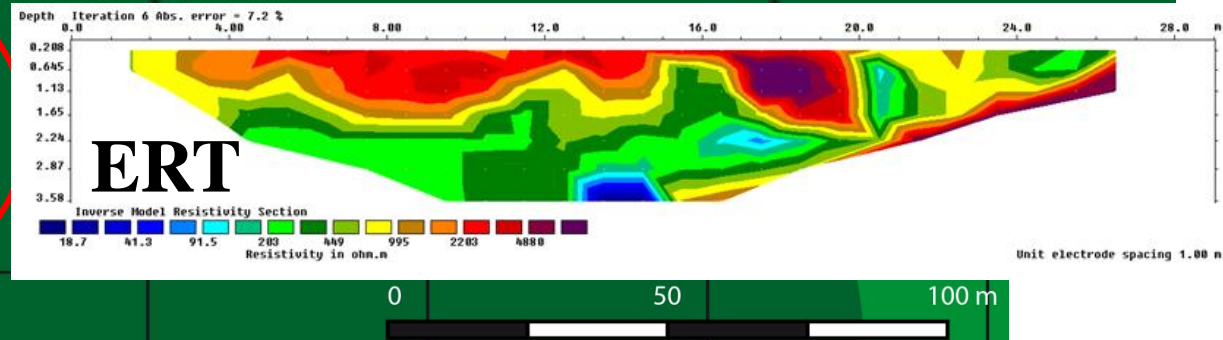 Depth Iteration 6 Abs. error = 7.2 %
0.0 4.00 8.00 12.0 16.0 20.0 24.0 28.0 m
0.208
0.645
1.13
1.65
2.24
2.87
3.58
ERT
Inverse Model Resistivity Section
18.7 41.3 91.5 203 449 995 2203 4880
Resistivity in ohm.m
Unit electrode spacing 1.00 m
0 50 100 m